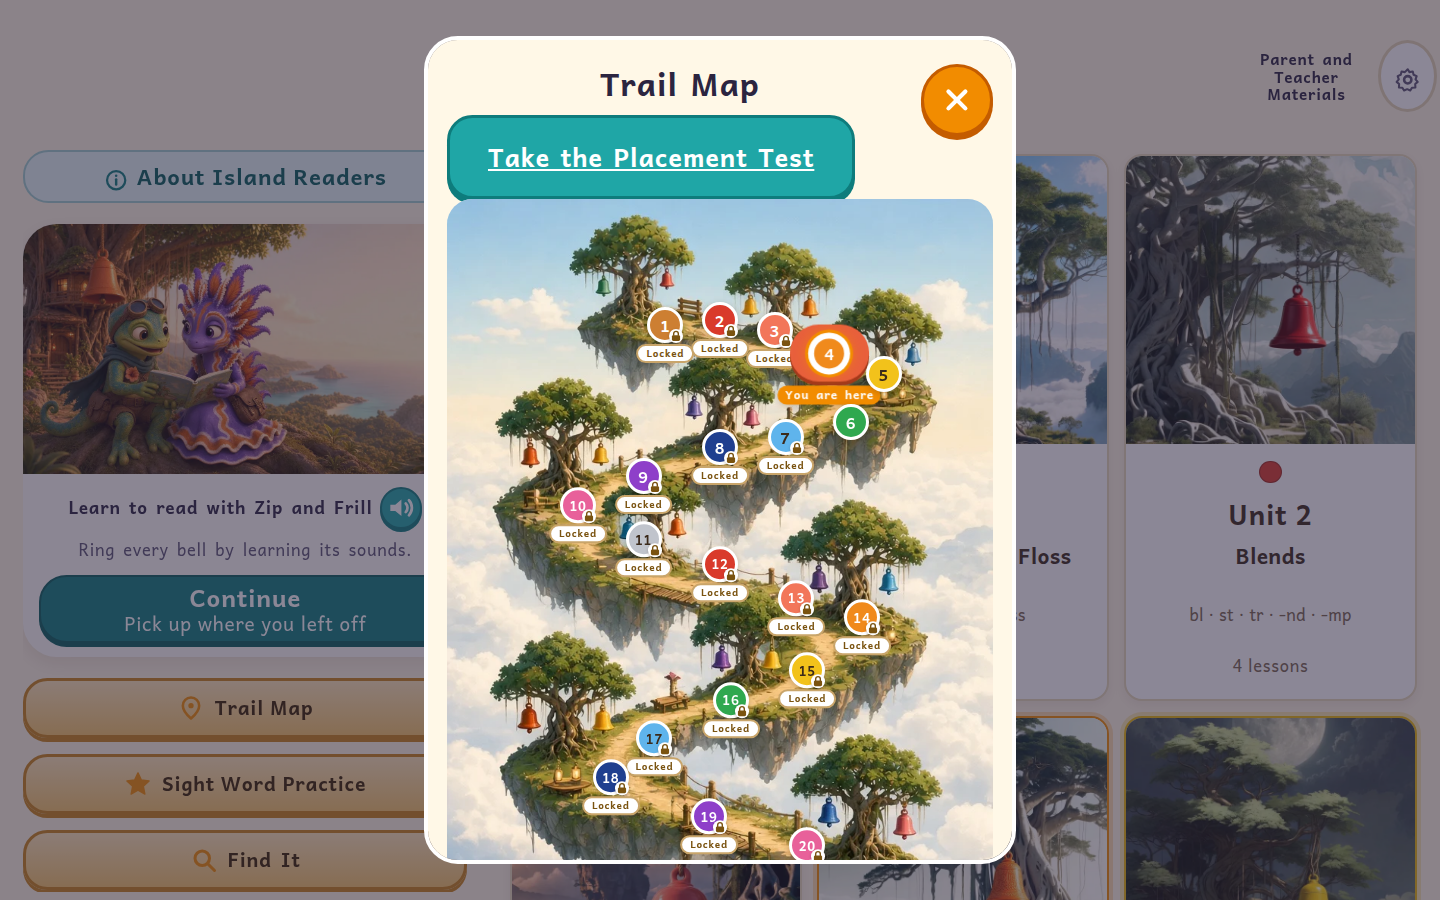 Trail Map
Take the Placement Test
Parent and
Teacher
Materials
About Island Readers
Learn to read with Zip and Frill
Ring every bell by learning its sounds.
Continue
Pick up where you left off
Trail Map
Sight Word Practice
Find It
1
Locked
2
Locked
3
Locked
4
You are here
5
6
7
Locked
8
Locked
9
Locked
10
Locked
11
Locked
12
Locked
13
Locked
14
Locked
15
Locked
16
Locked
17
Locked
18
Locked
19
Locked
20
Floss
Unit 2
Blends
bl · st · tr · -nd · -mp
4 lessons